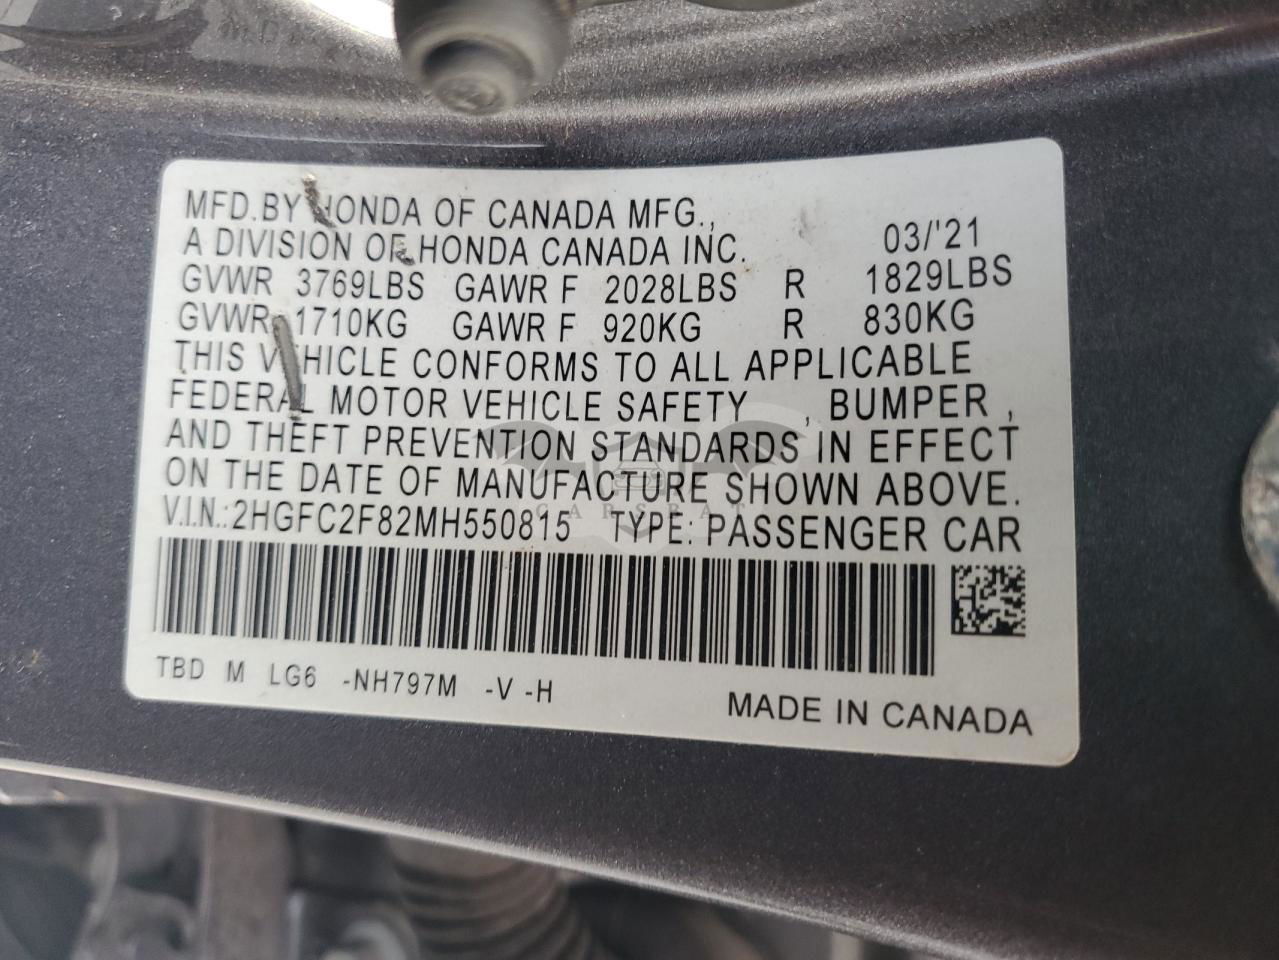 MFD.BY HONDA OF CANADA MFG.,
A DIVISION OF HONDA CANADA INC. 03/'21
GVWR 3769LBS GAWR F 2028LBS R 1829LBS
GVWR 1710KG GAWR F 920KG R 830KG
THIS VEHICLE CONFORMS TO ALL APPLICABLE
FEDERAL MOTOR VEHICLE SAFETY , BUMPER ,
AND THEFT PREVENTION STANDARDS IN EFFECT
ON THE DATE OF MANUFACTURE SHOWN ABOVE.
CARSBAT
V.I.N.:2HGFC2F82MH550815 TYPE: PASSENGER CAR
TBD M LG6 -NH797M -V -H
MADE IN CANADA